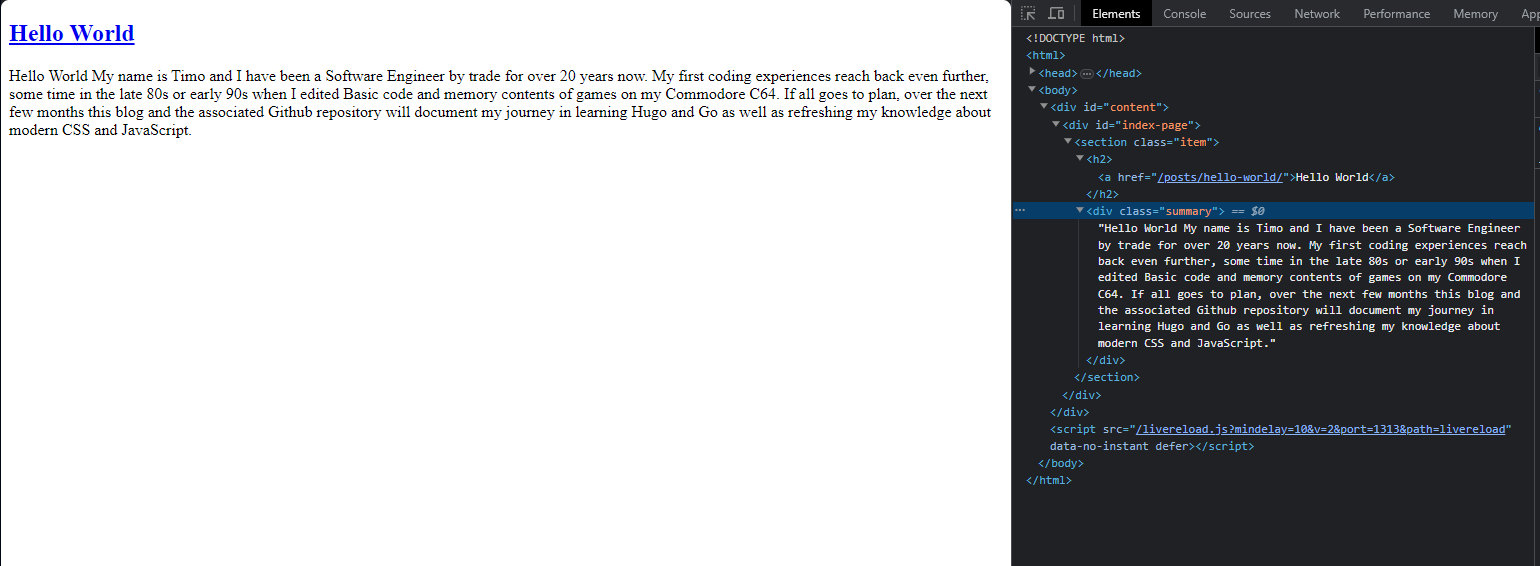 Hello World
Hello World My name is Timo and I have been a Software Engineer by trade for over 20 years now. My first coding experiences reach back even further,
some time in the late 80s or early 90s when I edited Basic code and memory contents of games on my Commodore C64. If all goes to plan, over the next
few months this blog and the associated Github repository will document my journey in learning Hugo and Go as well as refreshing my knowledge about
modern CSS and JavaScript.
Elements Console Sources Network Performance Memory App
<!DOCTYPE html>
<html>
<head>…</head>
<body>
<div id="content">
<div id="index-page">
<section class="item">
<h2>
<a href="/posts/hello-world/">Hello World</a>
</h2>
<div class="summary"> == $0
"Hello World My name is Timo and I have been a Software Engineer
by trade for over 20 years now. My first coding experiences reach
back even further, some time in the late 80s or early 90s when I
edited Basic code and memory contents of games on my Commodore
C64. If all goes to plan, over the next few months this blog and
the associated Github repository will document my journey in
learning Hugo and Go as well as refreshing my knowledge about
modern CSS and JavaScript."
</div>
</section>
</div>
</div>
<script src="/livereload.js?mindelay=10&v=2&port=1313&path=livereload"
data-no-instant defer></script>
</body>
</html>